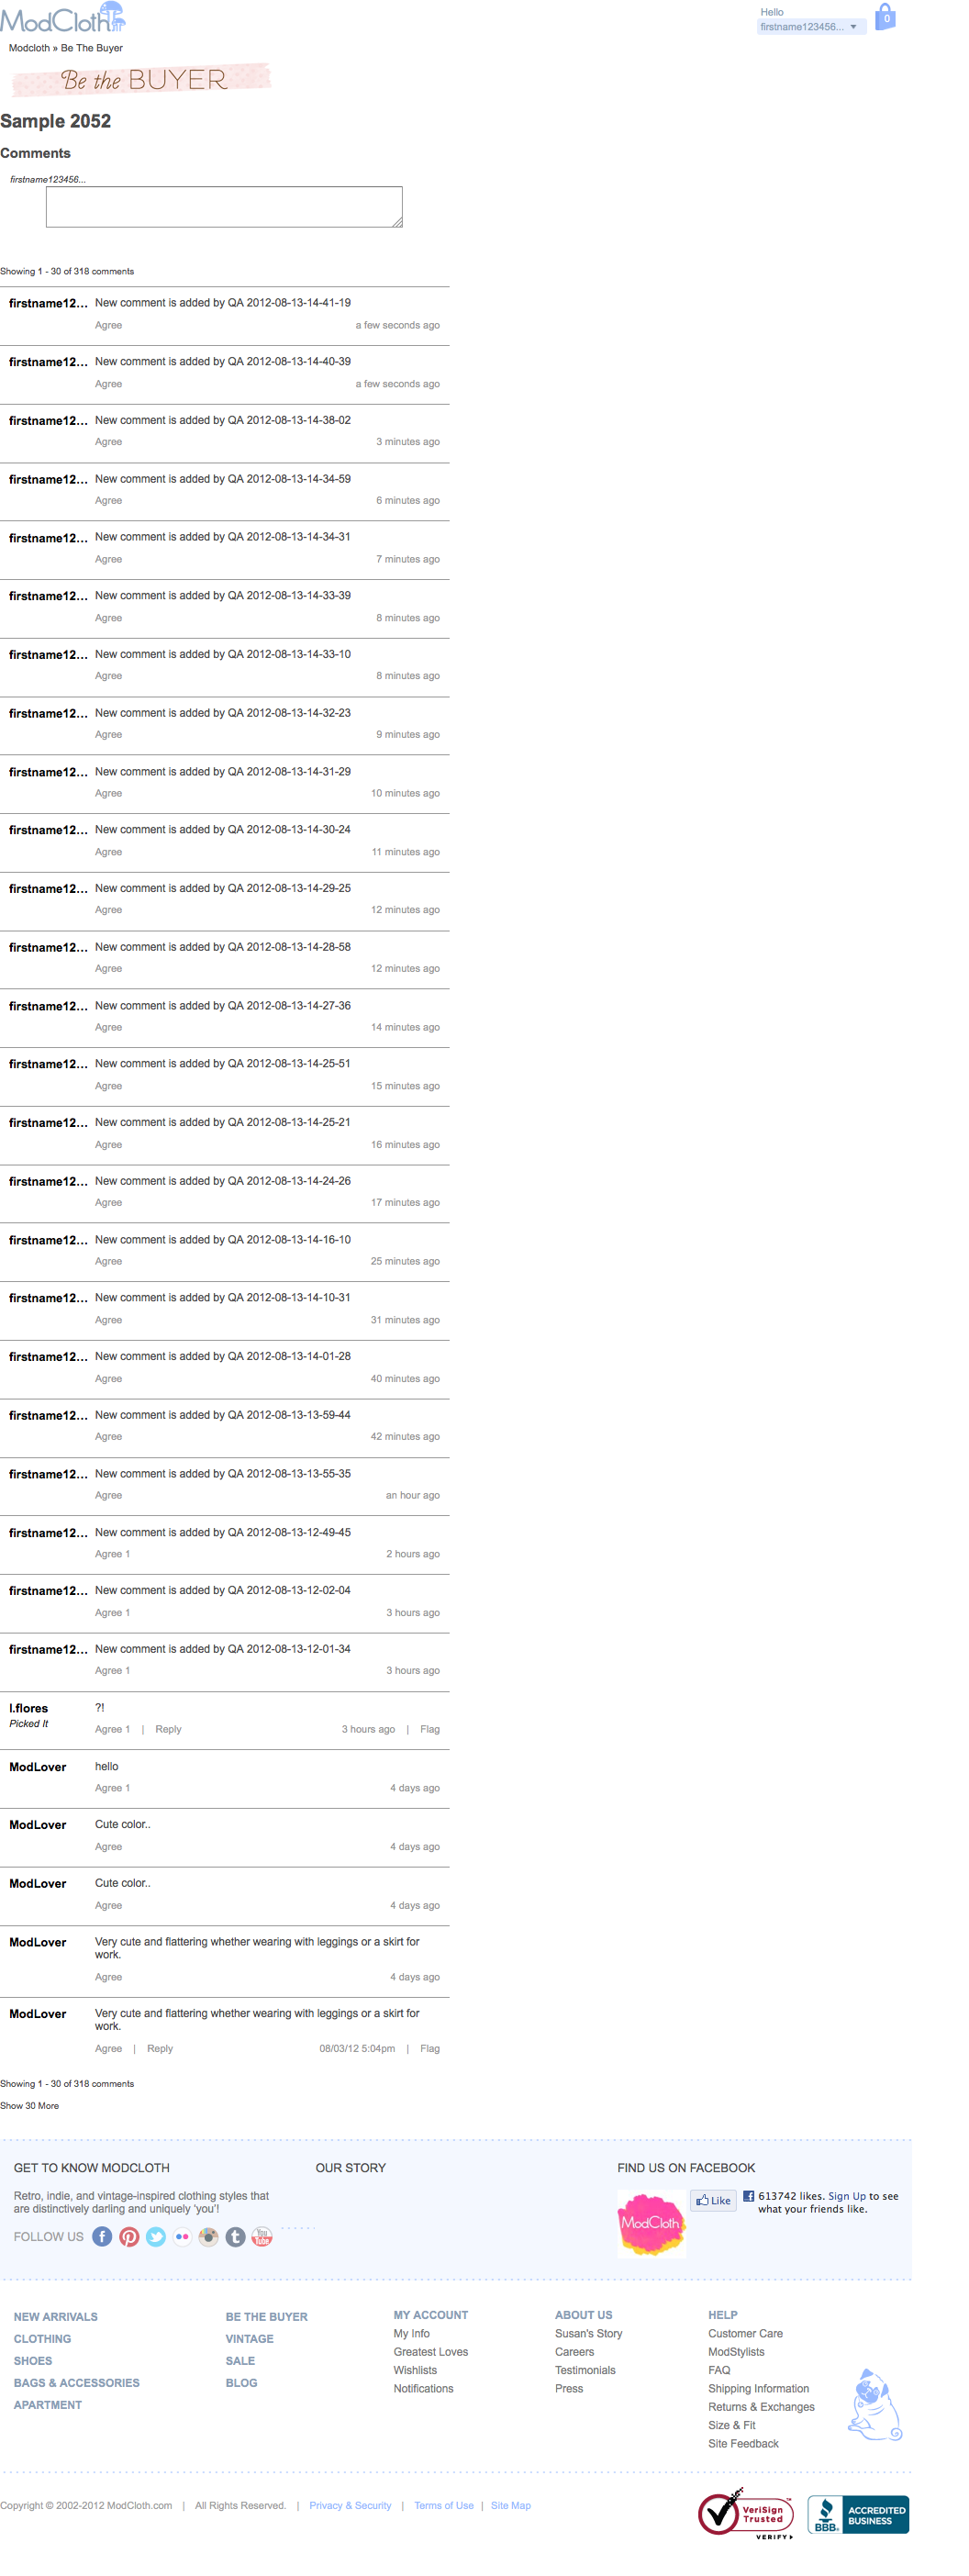 ModCloth
Hello
firstname123456...
0
Modcloth » Be The Buyer
Be the BUYER
Sample 2052
Comments
firstname123456...
Showing 1 - 30 of 318 comments
firstname12... New comment is added by QA 2012-08-13-14-41-19
Agree a few seconds ago
firstname12... New comment is added by QA 2012-08-13-14-40-39
Agree a few seconds ago
firstname12... New comment is added by QA 2012-08-13-14-38-02
Agree 3 minutes ago
firstname12... New comment is added by QA 2012-08-13-14-34-59
Agree 6 minutes ago
firstname12... New comment is added by QA 2012-08-13-14-34-31
Agree 7 minutes ago
firstname12... New comment is added by QA 2012-08-13-14-33-39
Agree 8 minutes ago
firstname12... New comment is added by QA 2012-08-13-14-33-10
Agree 8 minutes ago
firstname12... New comment is added by QA 2012-08-13-14-32-23
Agree 9 minutes ago
firstname12... New comment is added by QA 2012-08-13-14-31-29
Agree 10 minutes ago
firstname12... New comment is added by QA 2012-08-13-14-30-24
Agree 11 minutes ago
firstname12... New comment is added by QA 2012-08-13-14-29-25
Agree 12 minutes ago
firstname12... New comment is added by QA 2012-08-13-14-28-58
Agree 12 minutes ago
firstname12... New comment is added by QA 2012-08-13-14-27-36
Agree 14 minutes ago
firstname12... New comment is added by QA 2012-08-13-14-25-51
Agree 15 minutes ago
firstname12... New comment is added by QA 2012-08-13-14-25-21
Agree 16 minutes ago
firstname12... New comment is added by QA 2012-08-13-14-24-26
Agree 17 minutes ago
firstname12... New comment is added by QA 2012-08-13-14-16-10
Agree 25 minutes ago
firstname12... New comment is added by QA 2012-08-13-14-10-31
Agree 31 minutes ago
firstname12... New comment is added by QA 2012-08-13-14-01-28
Agree 40 minutes ago
firstname12... New comment is added by QA 2012-08-13-13-59-44
Agree 42 minutes ago
firstname12... New comment is added by QA 2012-08-13-13-55-35
Agree an hour ago
firstname12... New comment is added by QA 2012-08-13-12-49-45
Agree 1 2 hours ago
firstname12... New comment is added by QA 2012-08-13-12-02-04
Agree 1 3 hours ago
firstname12... New comment is added by QA 2012-08-13-12-01-34
Agree 1 3 hours ago
l.flores ?!
Picked It
Agree 1 | Reply 3 hours ago | Flag
ModLover hello
Agree 1 4 days ago
ModLover Cute color..
Agree 4 days ago
ModLover Cute color..
Agree 4 days ago
ModLover Very cute and flattering whether wearing with leggings or a skirt for
work.
Agree 4 days ago
ModLover Very cute and flattering whether wearing with leggings or a skirt for
work.
Agree | Reply 08/03/12 5:04pm | Flag
Showing 1 - 30 of 318 comments
Show 30 More
GET TO KNOW MODCLOTH
Retro, indie, and vintage-inspired clothing styles that
are distinctively darling and uniquely 'you'!
FOLLOW US
You
Tube
OUR STORY
FIND US ON FACEBOOK
ModCloth
Like
613742 likes. Sign Up to see
what your friends like.
NEW ARRIVALS
CLOTHING
SHOES
BAGS & ACCESSORIES
APARTMENT
BE THE BUYER
VINTAGE
SALE
BLOG
MY ACCOUNT
My Info
Greatest Loves
Wishlists
Notifications
ABOUT US
Susan's Story
Careers
Testimonials
Press
HELP
Customer Care
ModStylists
FAQ
Shipping Information
Returns & Exchanges
Size & Fit
Site Feedback
Copyright © 2002-2012 ModCloth.com | All Rights Reserved. | Privacy & Security | Terms of Use | Site Map
VeriSign
Trusted
VERIFY
BBB.
ACCREDITED
BUSINESS